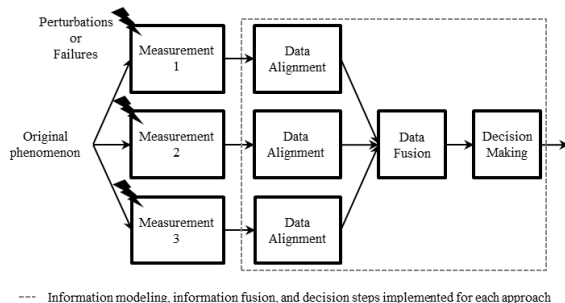 Perturbations
or
Failures
Original
phenomenon
Measurement
1
Data
Alignment
Measurement
2
Data
Alignment
Measurement
3
Data
Alignment
Data
Fusion
Decision
Making
--- Information modeling, information fusion, and decision steps implemented for each approach